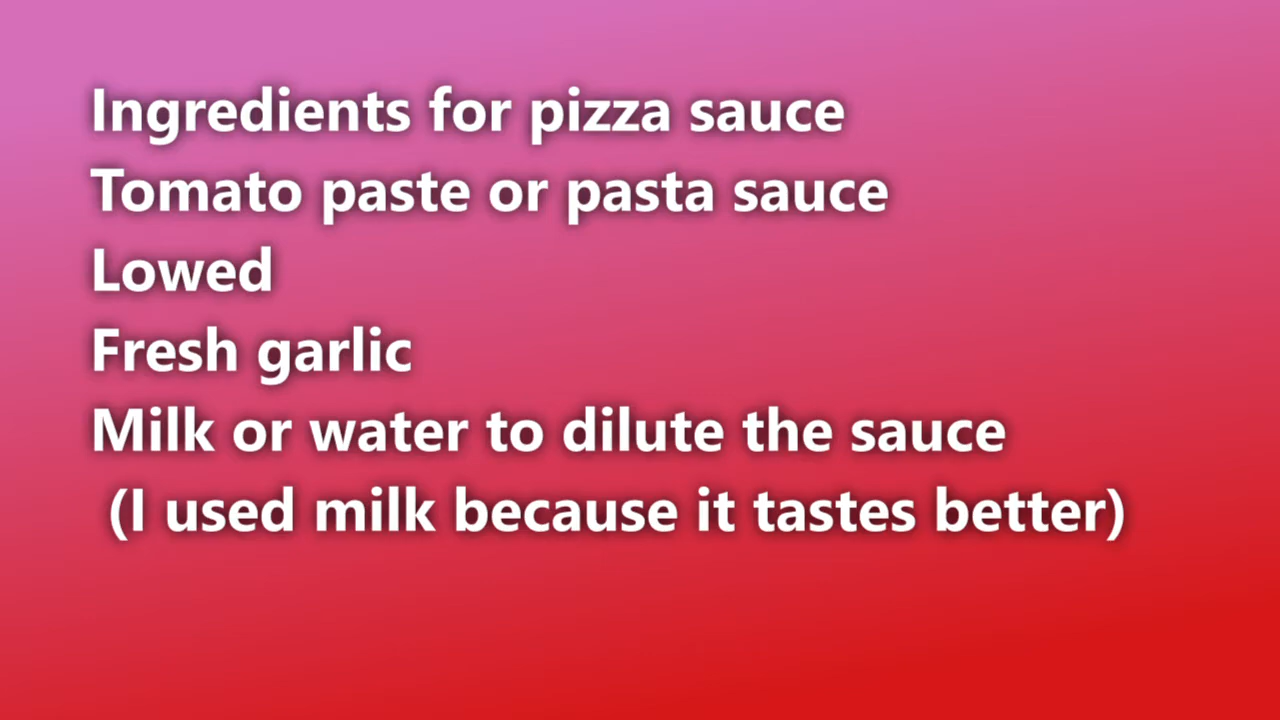 Ingredients for pizza sauce
Tomato paste or pasta sauce
Lowed
Fresh garlic
Milk or water to dilute the sauce
(I used milk because it tastes better)